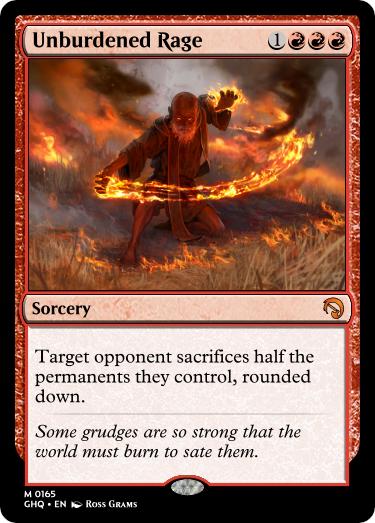 Unburdened Rage 1
Sorcery
Target opponent sacrifices half the
permanents they control, rounded
down.
Some grudges are so strong that the
world must burn to sate them.
M 0165
GHQ • EN Ross Grams